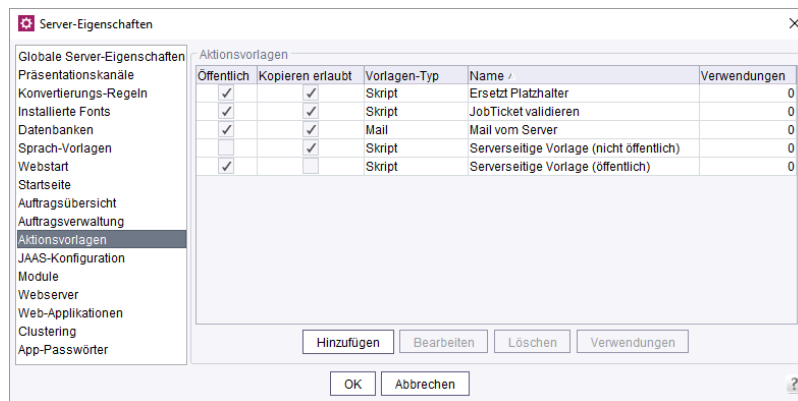 Server-Eigenschaften
Globale Server-Eigenschaften
Präsentationskanäle
Konvertierungs-Regeln
Installierte Fonts
Datenbanken
Sprach-Vorlagen
Webstart
Startseite
Auftragsübersicht
Auftragsverwaltung
Aktionsvorlagen
JAAS-Konfiguration
Module
Webserver
Web-Applikationen
Clustering
App-Passwörter
Aktionsvorlagen
Öffentlich Kopieren erlaubt Vorlagen-Typ Name Verwendungen
Skript Ersetzt Platzhalter 0
Skript JobTicket validieren 0
Mail Mail vom Server 0
Skript Serverseitige Vorlage (nicht öffentlich) 0
Skript Serverseitige Vorlage (öffentlich) 0
Hinzufügen Bearbeiten Löschen Verwendungen
OK Abbrechen ?